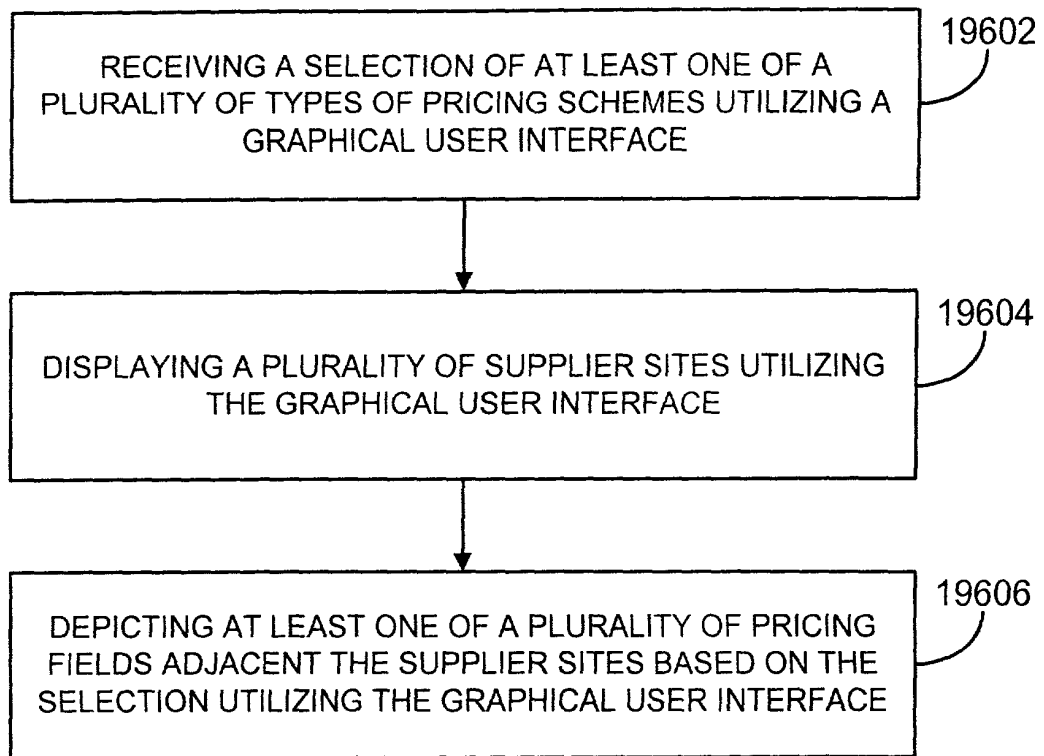 19602
RECEIVING A SELECTION OF AT LEAST ONE OF A
PLURALITY OF TYPES OF PRICING SCHEMES UTILIZING A
GRAPHICAL USER INTERFACE
19604
DISPLAYING A PLURALITY OF SUPPLIER SITES UTILIZING
THE GRAPHICAL USER INTERFACE
19606
DEPICTING AT LEAST ONE OF A PLURALITY OF PRICING
FIELDS ADJACENT THE SUPPLIER SITES BASED ON THE
SELECTION UTILIZING THE GRAPHICAL USER INTERFACE